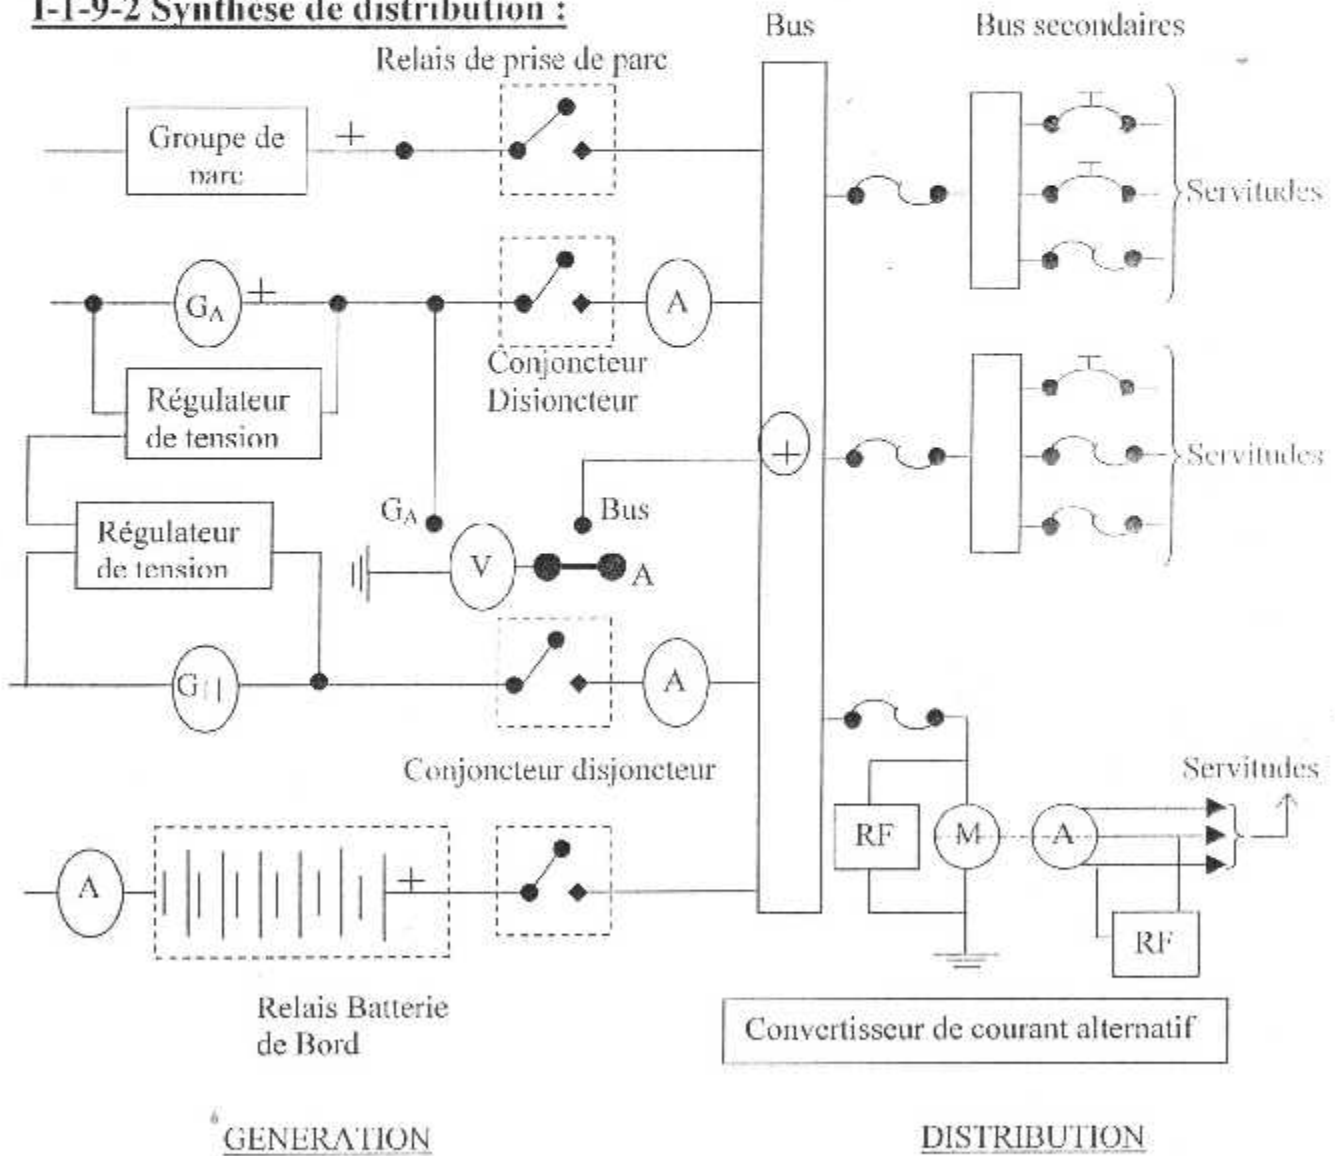 I-1-9-2 Synthèse de distribution :
Bus
Bus secondaires
Relais de prise de parc
Groupe de
parc
+
Servitudes
GA
+
A
Conjoncteur
Disioncteur
Régulateur
de tension
+
Servitudes
GA
Bus
Régulateur
de tension
V
A
G||
A
Conjoncteur disjoncteur
Servitudes
RF
M
A
A
+
RF
Relais Batterie
de Bord
Convertisseur de courant alternatif
GENERATION
DISTRIBUTION